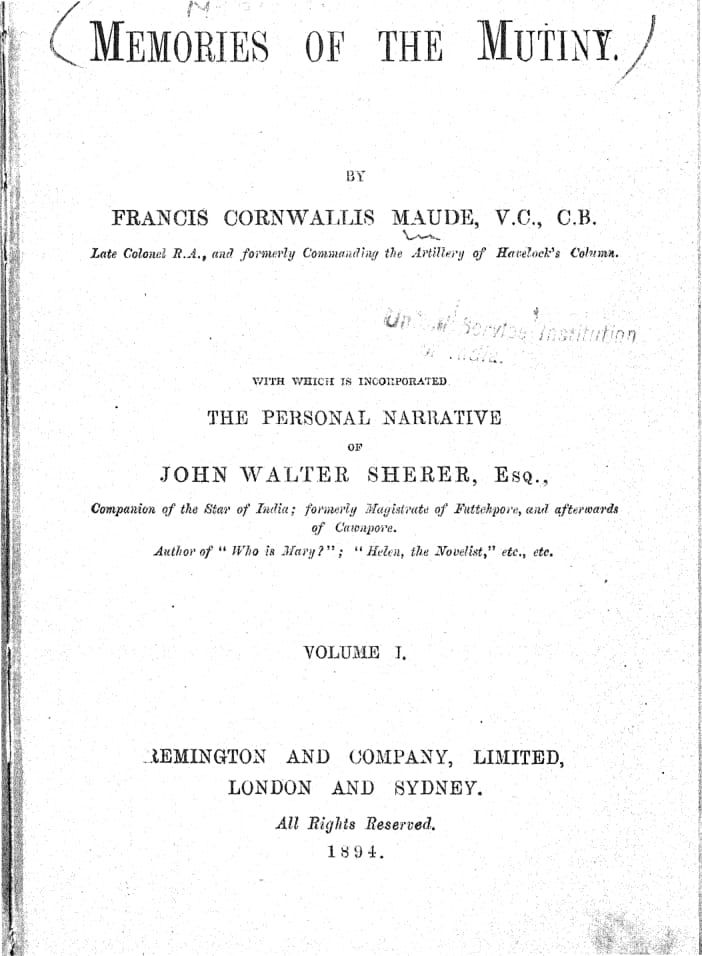 MEMORIES OF THE MUTINY.
BY
FRANCIS CORNWALLIS MAUDE, V.C., C.B.
Late Colonel R.A., and formerly Commanding the Artillery of Havelock's Column.
Service Institution
WITH WHICH IS INCORPORATED
THE PERSONAL NARRATIVE
OF
JOHN WALTER SHERER, ESQ.,
Companion of the Star of India; formerly Magistrate of Futtehpore, and afterwards
of Cawnpore.
Author of "Who is Mary?"; "Helen, the Novelist," etc., etc.
VOLUME I.
REMINGTON AND COMPANY, LIMITED,
LONDON AND SYDNEY.
All Rights Reserved.
1894.